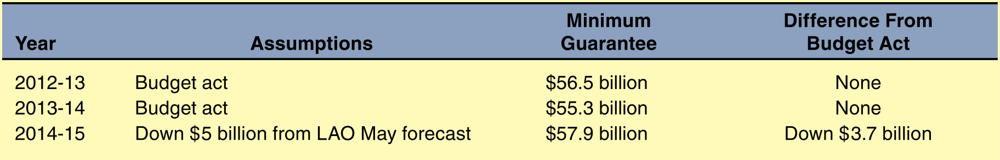 Minimum Difference From
Year Assumptions Guarantee Budget Act
2012-13 Budget act $56.5 billion None
2013-14 Budget act $55.3 billion None
2014-15 Down $5 billion from LAO May forecast $57.9 billion Down $3.7 billion